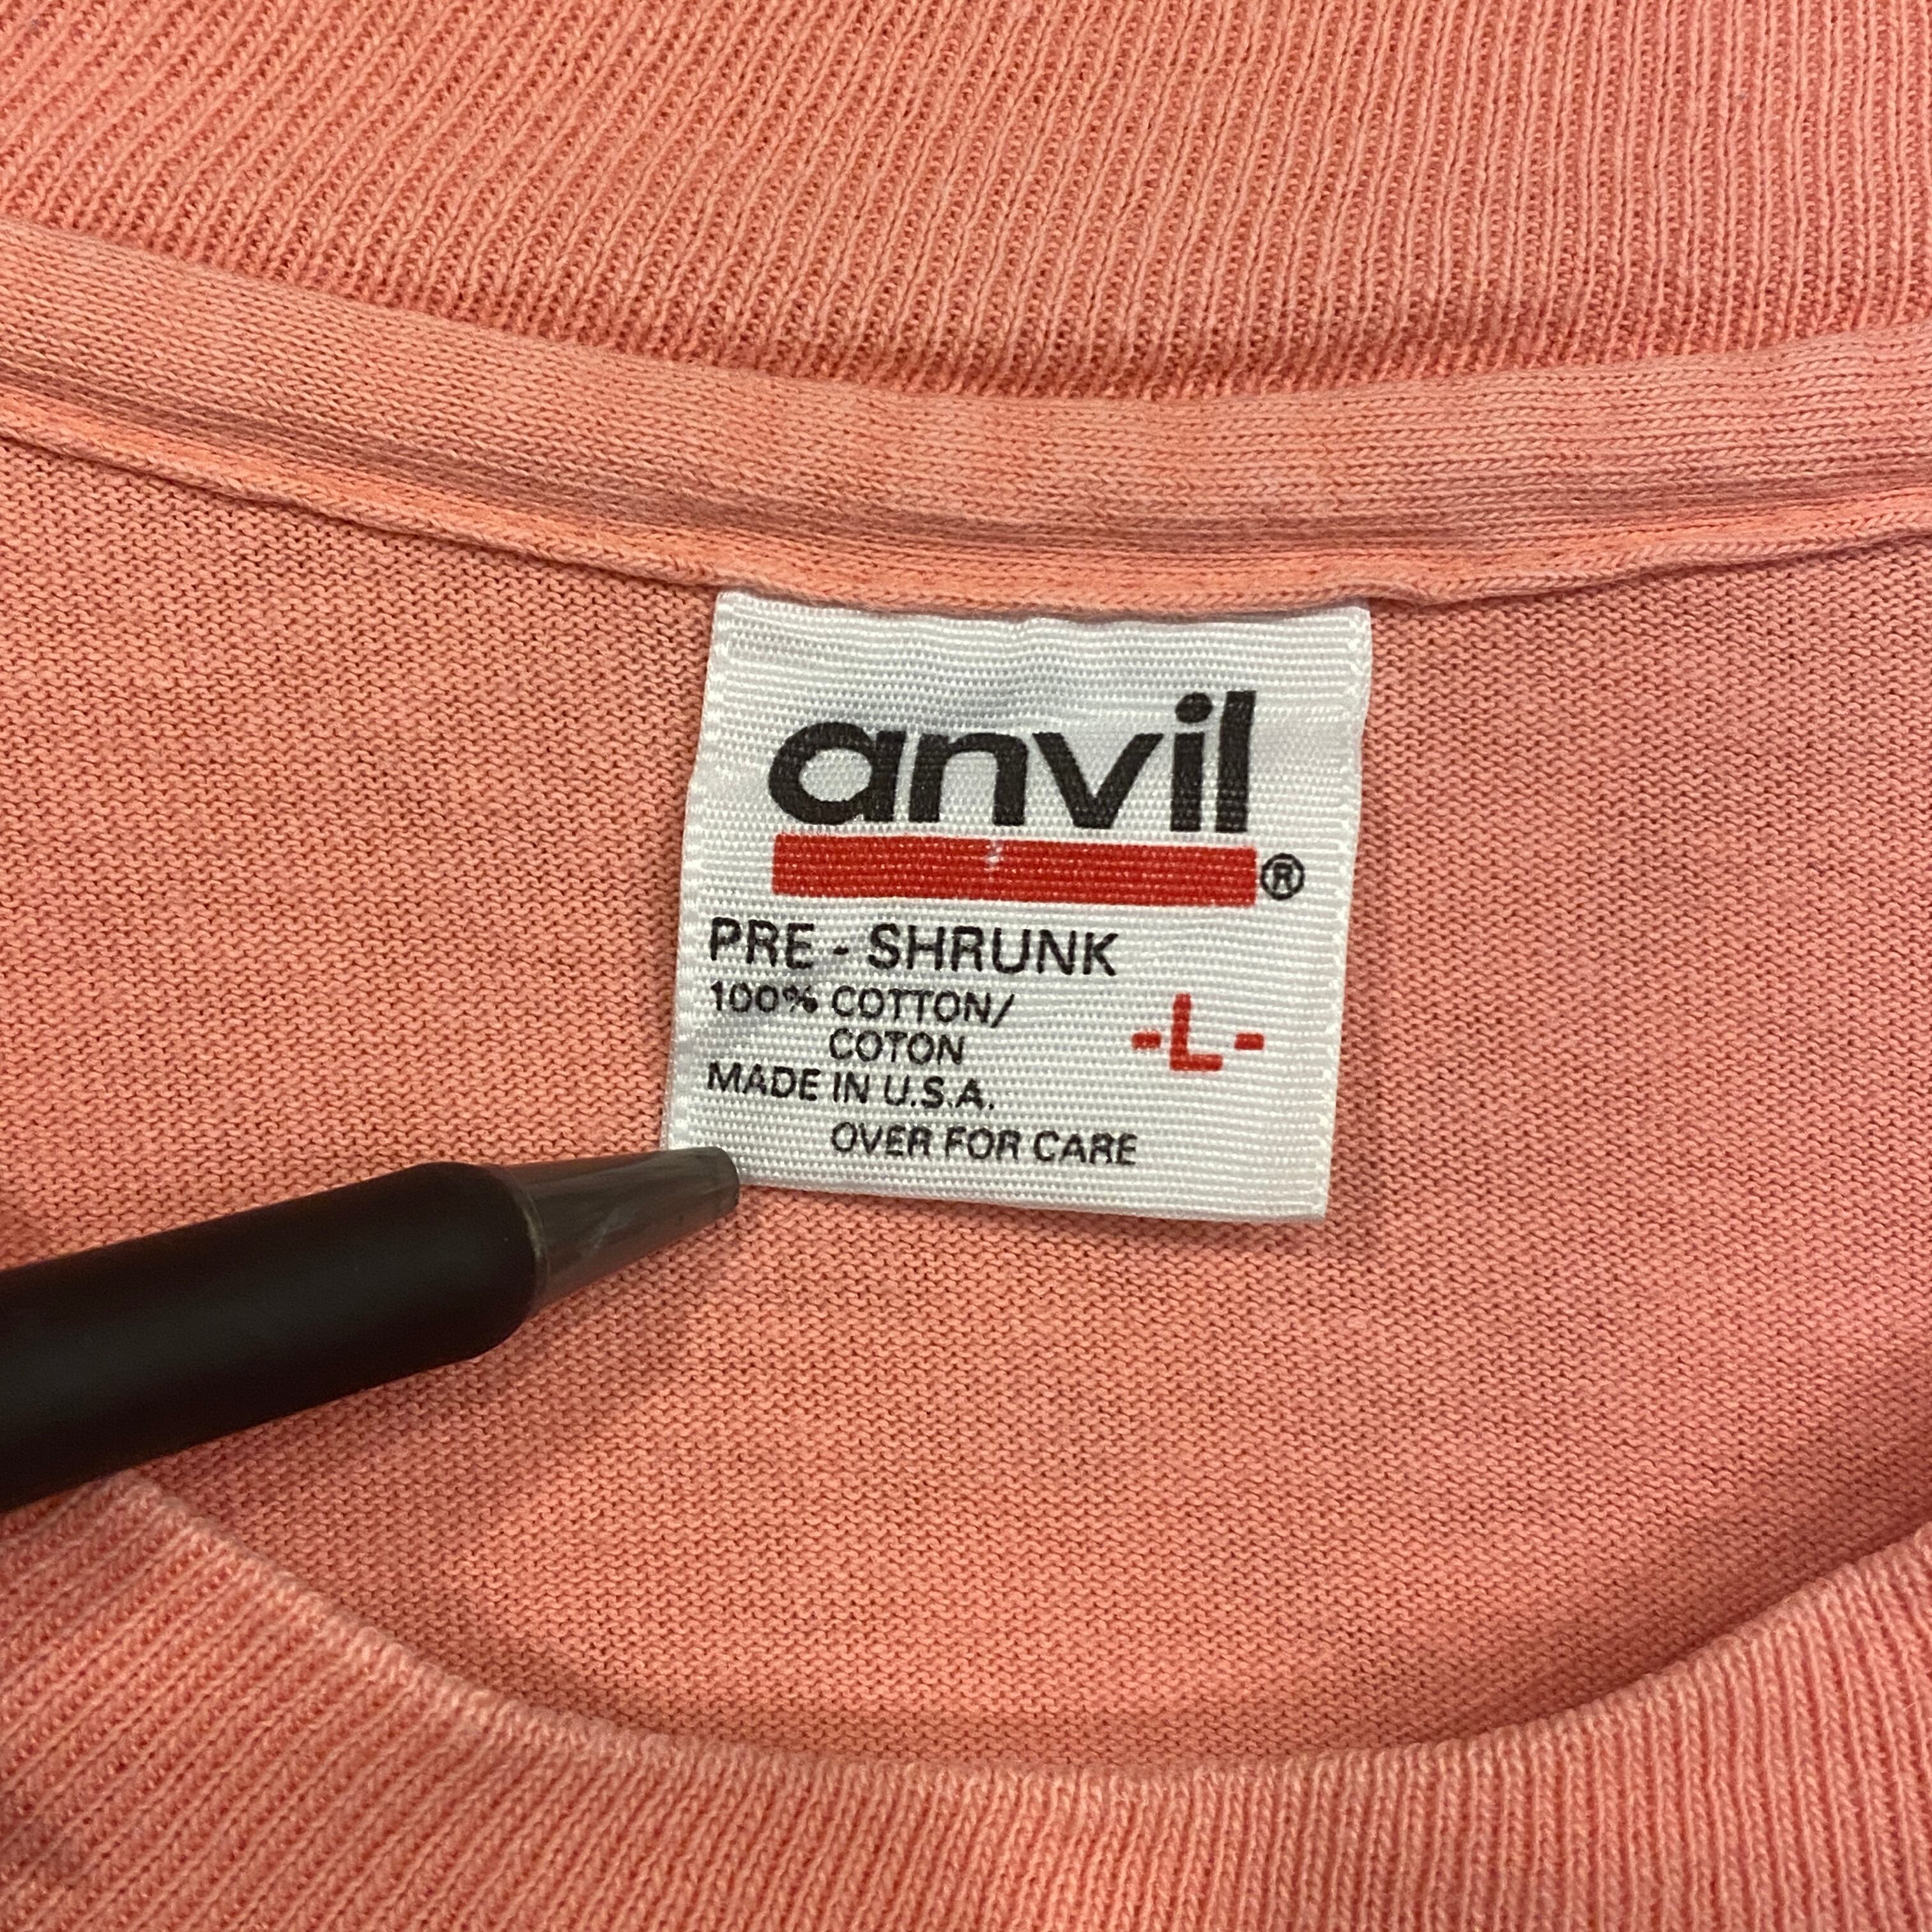 anvil
®
PRE - SHRUNK
100% COTTON/
COTON
-L-
MADE IN U.S.A.
OVER FOR CARE